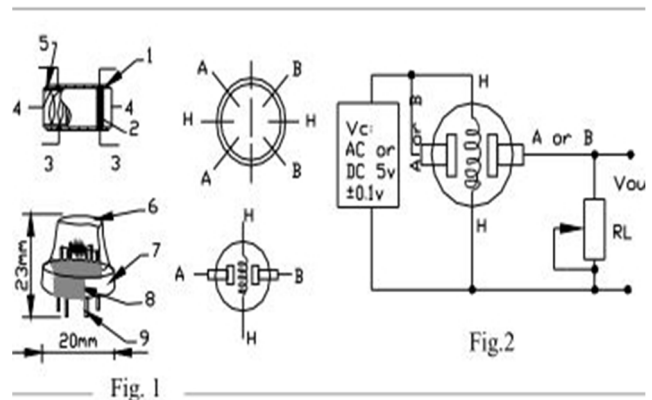 5
1
4
4
2
3
3
A
B
H
H
A
B
6
23mm
7
8
9
20mm
H
A
B
H
Fig. 1
H
Vc:
AC or
DC 5v
±0.1v
A or B
A or B
Vou
RL
H
Fig.2